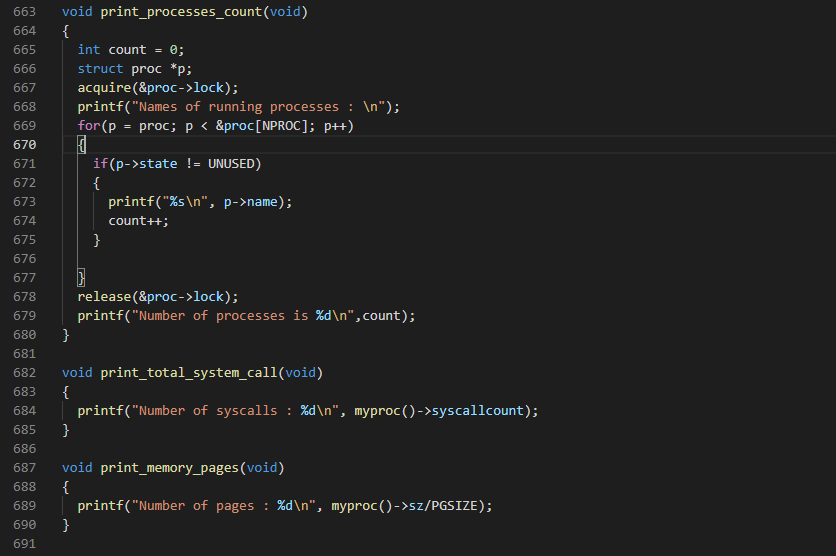 663 void print_processes_count(void)
664 {
665   int count = 0;
666   struct proc *p;
667   acquire(&proc->lock);
668   printf("Names of running processes : \n");
669   for(p = proc; p < &proc[NPROC]; p++)
670   {
671     if(p->state != UNUSED)
672     {
673       printf("%s\n", p->name);
674       count++;
675     }
676
677   }
678   release(&proc->lock);
679   printf("Number of processes is %d\n",count);
680 }
681
682 void print_total_system_call(void)
683 {
684   printf("Number of syscalls : %d\n", myproc()->syscallcount);
685 }
686
687 void print_memory_pages(void)
688 {
689   printf("Number of pages : %d\n", myproc()->sz/PGSIZE);
690 }
691